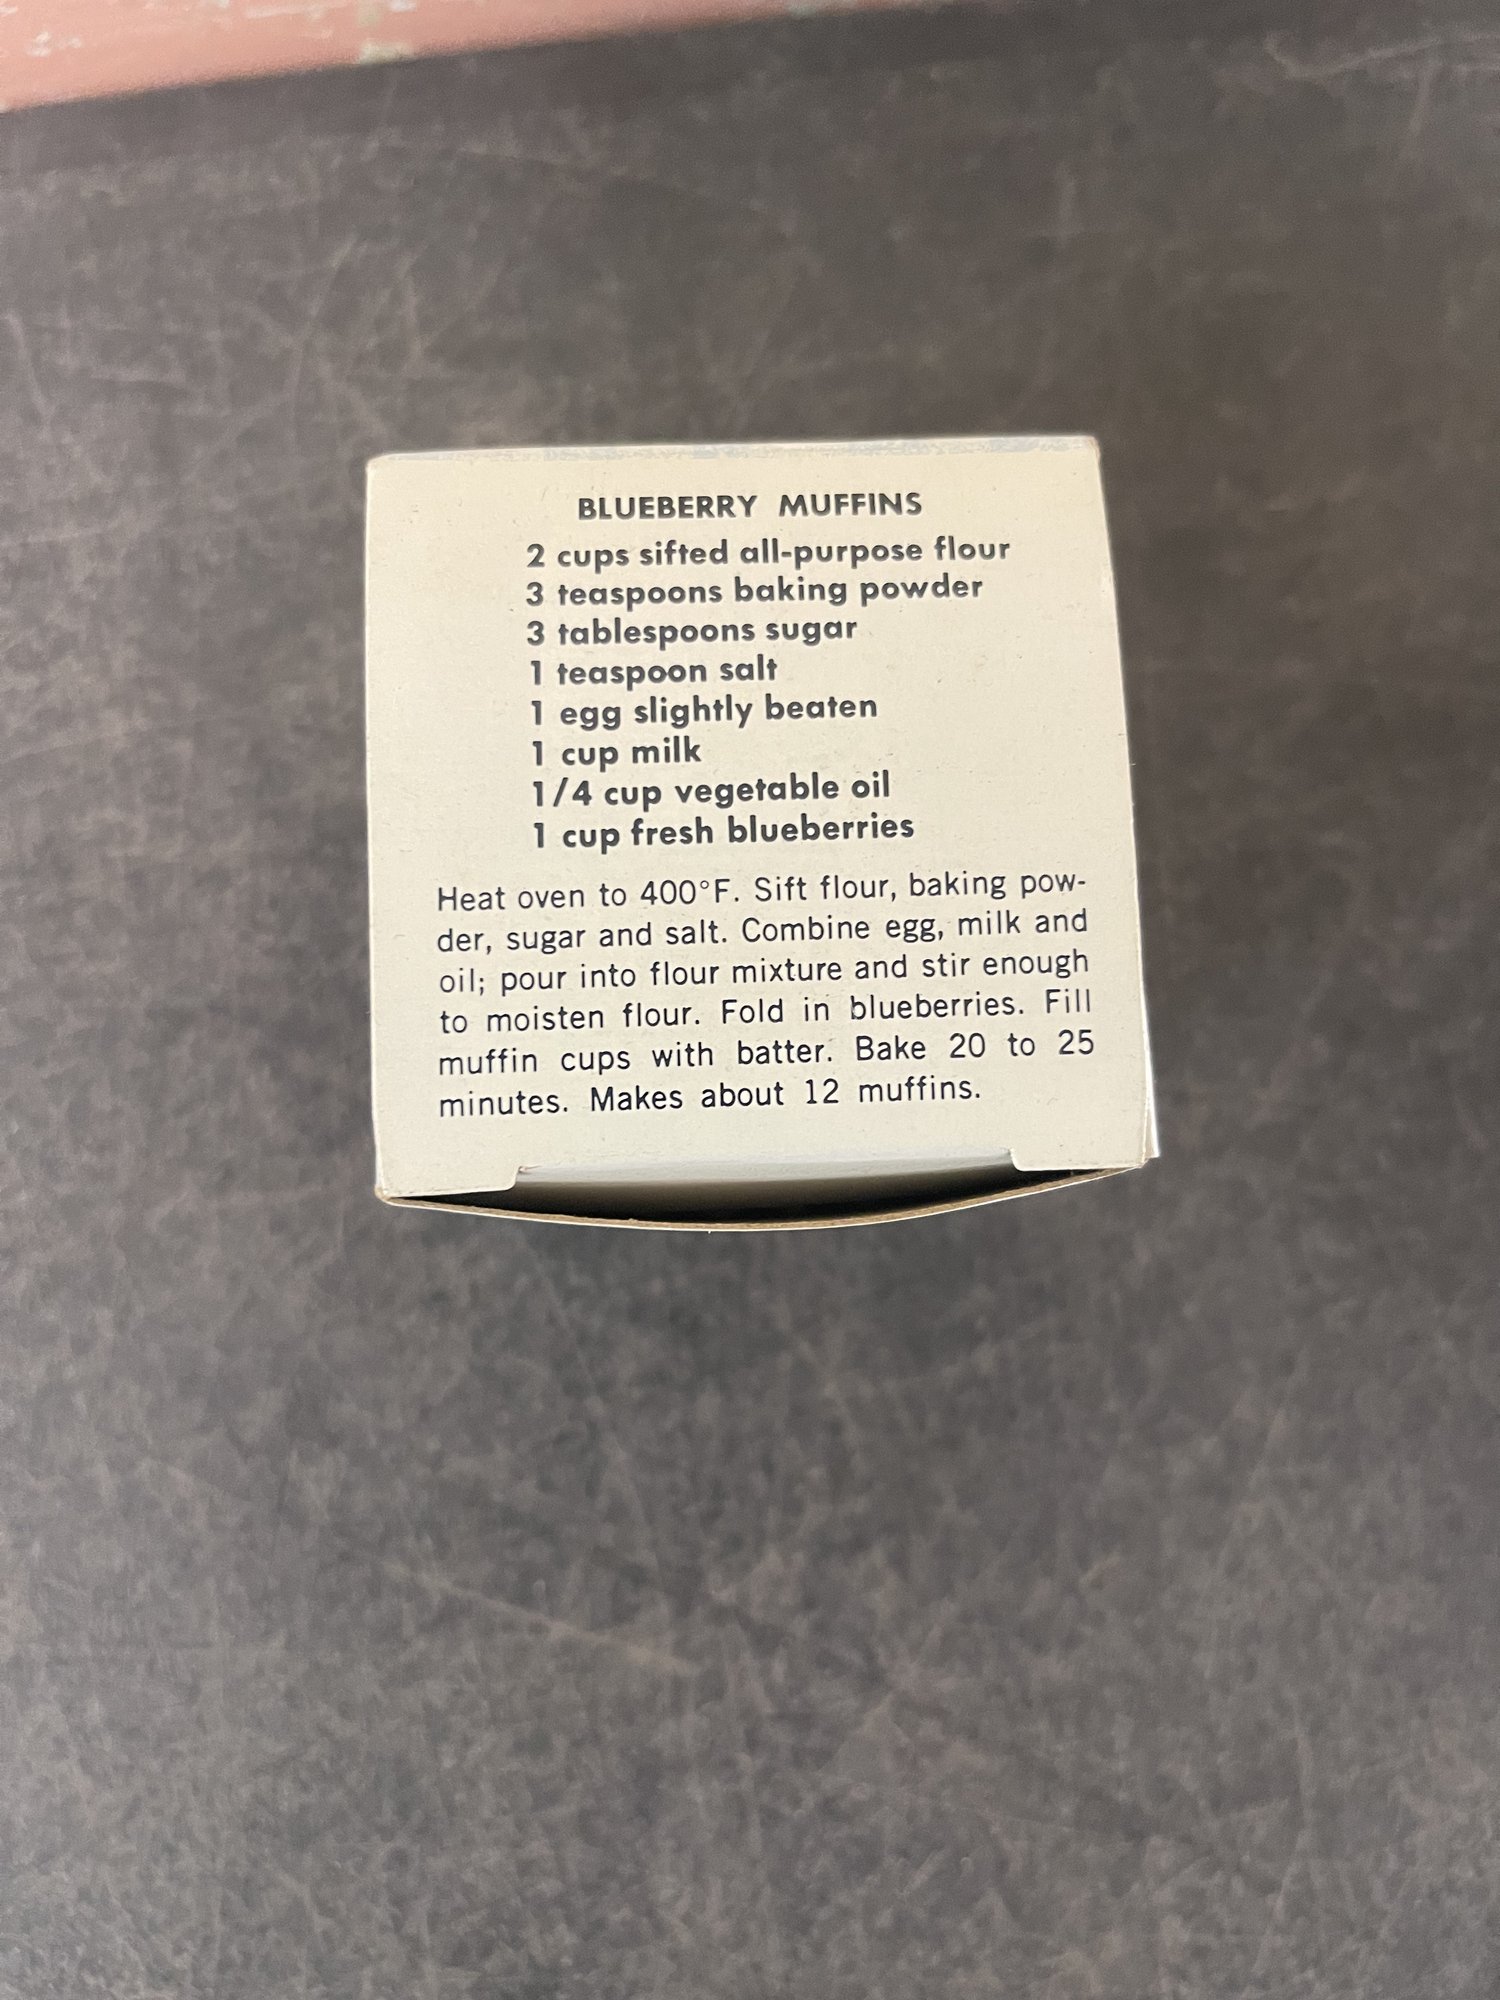 BLUEBERRY MUFFINS
2 cups sifted all-purpose flour
3 teaspoons baking powder
3 tablespoons sugar
1 teaspoon salt
1 egg slightly beaten
1 cup milk
1/4 cup vegetable oil
1 cup fresh blueberries
Heat oven to 400°F. Sift flour, baking pow-
der, sugar and salt. Combine egg, milk and
oil; pour into flour mixture and stir enough
to moisten flour. Fold in blueberries. Fill
muffin cups with batter. Bake 20 to 25
minutes. Makes about 12 muffins.